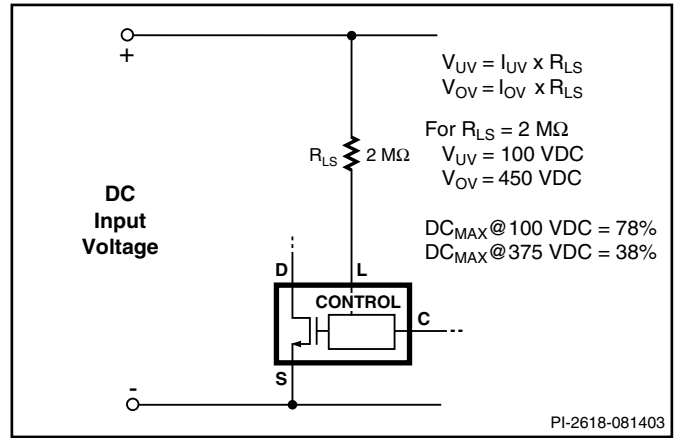 +
V_UV = I_UV x R_LS
V_OV = I_OV x R_LS
For R_LS = 2 MΩ
V_UV = 100 VDC
V_OV = 450 VDC
R_LS 2 MΩ
DC
Input
Voltage
DC_MAX@100 VDC = 78%
DC_MAX@375 VDC = 38%
D L
CONTROL
C
S
-
PI-2618-081403